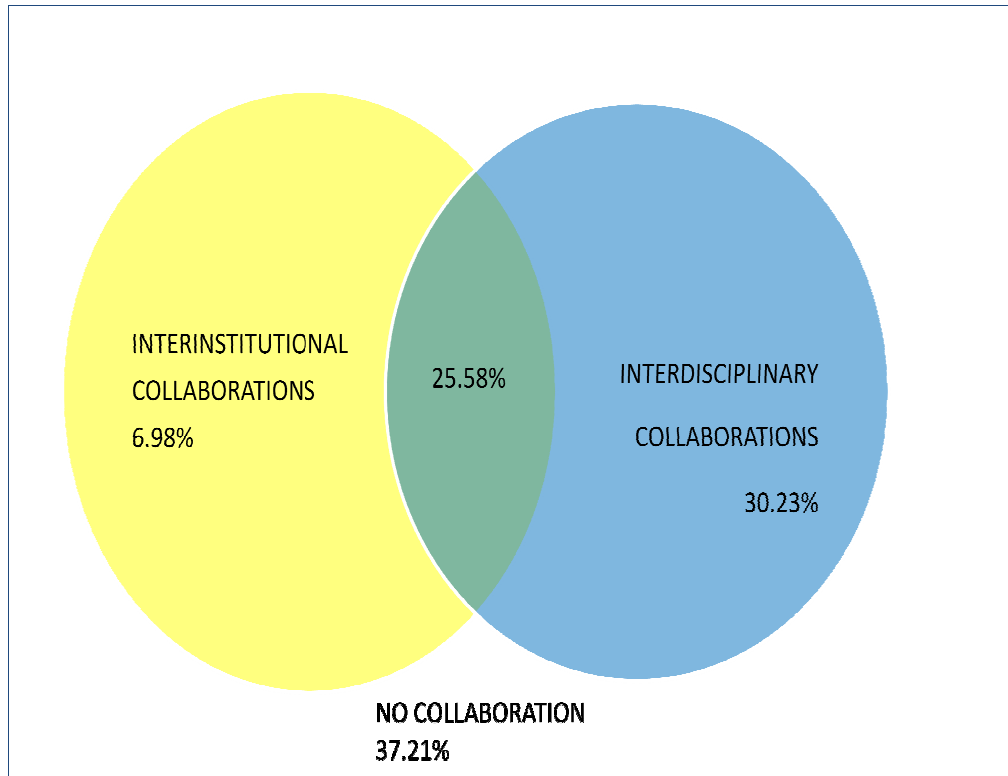 INTERINSTITUTIONAL
COLLABORATIONS
6.98%
25.58%
INTERDISCIPLINARY
COLLABORATIONS
30.23%
NO COLLABORATION
37.21%